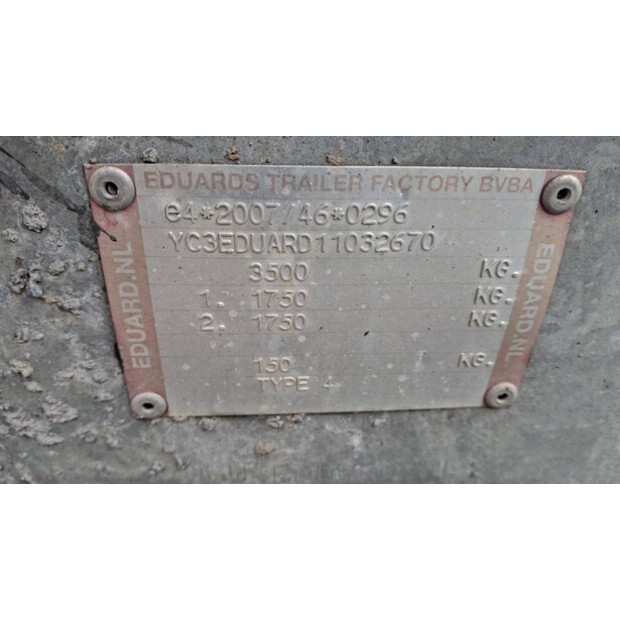 EDUARDS TRAILER FACTORY BVBA
e4*2007/46*0296
YC3EDUARD11032670
3500 KG.
1. 1750 KG.
2. 1750 KG.
150 KG.
TYPE 4
EDUARD.NL
EDUARD.NL